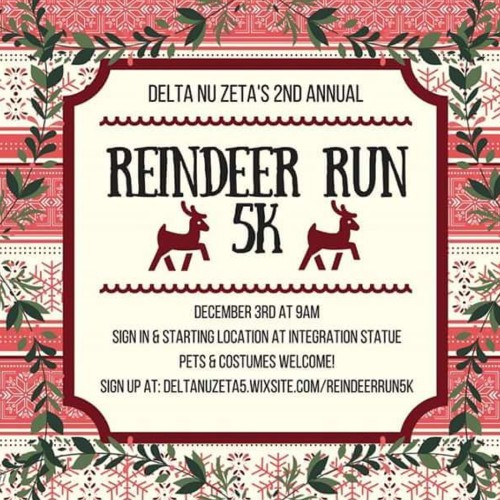 DELTA NU ZETA'S 2ND ANNUAL
REINDEER RUN
5K
DECEMBER 3RD AT 9AM
SIGN IN & STARTING LOCATION AT INTEGRATION STATUE
PETS & COSTUMES WELCOME!
SIGN UP AT: DELTANUZETA5.WIXSITE.COM/REINDEERRUN5K